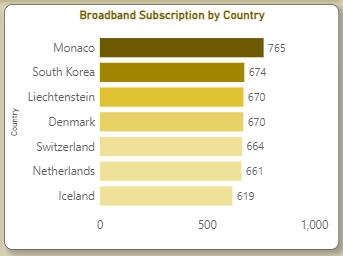 Broadband Subscription by Country
Country
Monaco 765
South Korea 674
Liechtenstein 670
Denmark 670
Switzerland 664
Netherlands 661
Iceland 619
0 500 1,000